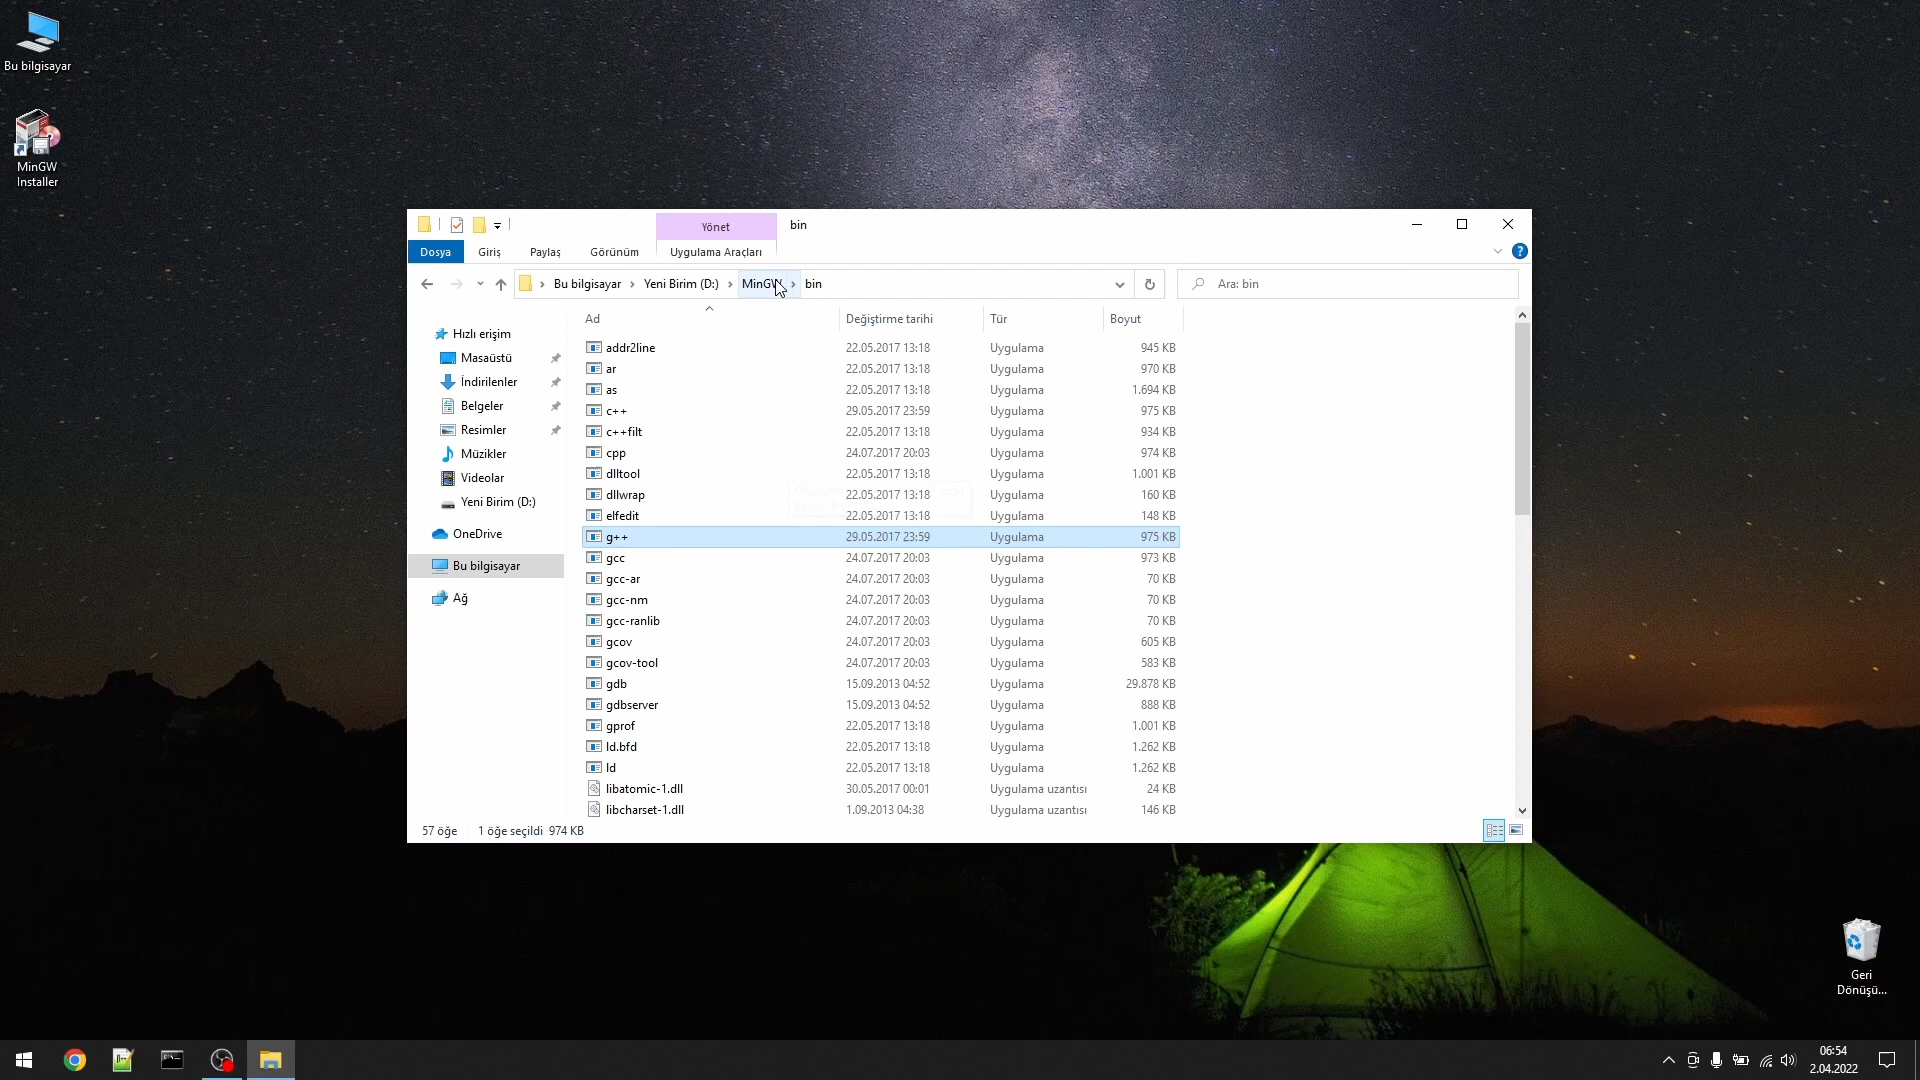 Bu bilgisayar
MinGW
Installer
Yönet
bin
Dosya
Giriş
Paylaş
Görünüm
Uygulama Araçları
Bu bilgisayar
Yeni Birim (D:)
MinGW
bin
Ara: bin
Ad
Değiştirme tarihi
Tür
Boyut
Hızlı erişim
Masaüstü
İndirilenler
Belgeler
Resimler
Müzikler
Videolar
Yeni Birim (D:)
OneDrive
Bu bilgisayar
Ağ
addr2line 22.05.2017 13:18 Uygulama 945 KB
ar 22.05.2017 13:18 Uygulama 970 KB
as 22.05.2017 13:18 Uygulama 1.694 KB
c++ 29.05.2017 23:59 Uygulama 975 KB
c++filt 22.05.2017 13:18 Uygulama 934 KB
cpp 24.07.2017 20:03 Uygulama 974 KB
dlltool 22.05.2017 13:18 Uygulama 1.001 KB
dllwrap 22.05.2017 13:18 Uygulama 160 KB
elfedit 22.05.2017 13:18 Uygulama 148 KB
g++ 29.05.2017 23:59 Uygulama 975 KB
gcc 24.07.2017 20:03 Uygulama 973 KB
gcc-ar 24.07.2017 20:03 Uygulama 70 KB
gcc-nm 24.07.2017 20:03 Uygulama 70 KB
gcc-ranlib 24.07.2017 20:03 Uygulama 70 KB
gcov 24.07.2017 20:03 Uygulama 605 KB
gcov-tool 24.07.2017 20:03 Uygulama 583 KB
gdb 15.09.2013 04:52 Uygulama 29.878 KB
gdbserver 15.09.2013 04:52 Uygulama 888 KB
gprof 22.05.2017 13:18 Uygulama 1.001 KB
ld.bfd 22.05.2017 13:18 Uygulama 1.262 KB
ld 22.05.2017 13:18 Uygulama 1.262 KB
libatomic-1.dll 30.05.2017 00:01 Uygulama uzantısı 24 KB
libcharset-1.dll 1.09.2013 04:38 Uygulama uzantısı 146 KB
57 öğe 1 öğe seçildi 974 KB
Geri
Dönüşü...
06:54
2.04.2022